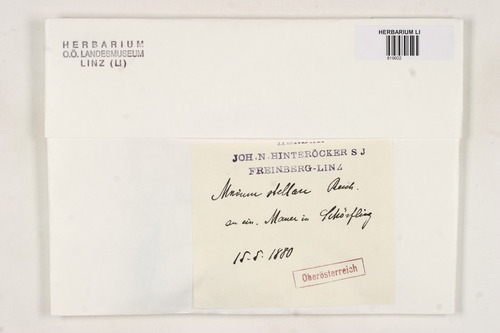 HERBARIUM
O.Ö. LANDESMUSEUM
LINZ (LI)
HERBARIUM LI
JOH. N. HINTERÖCKER S J
FREINBERG-LINZ
Mnium stellare Reich.
an ein. Mauer in Schörfling
15.5.1880
Oberösterreich